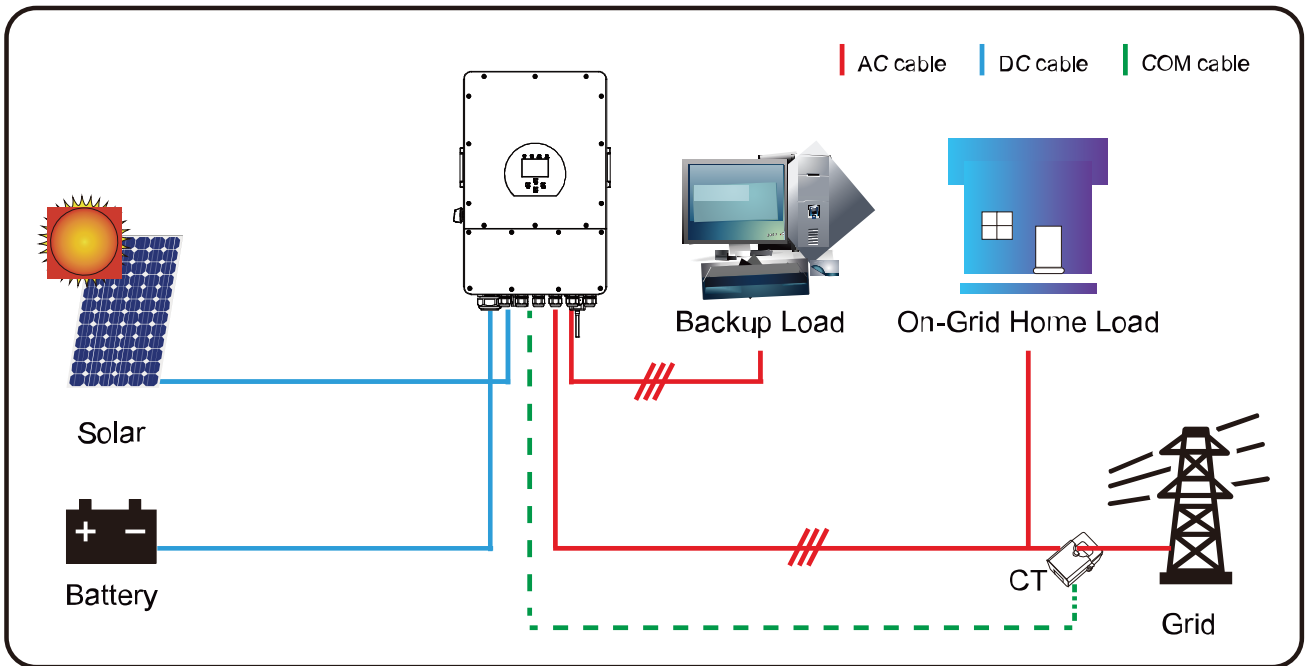 AC cable
DC cable
COM cable
Backup Load
On-Grid Home Load
Solar
Battery
CT
Grid